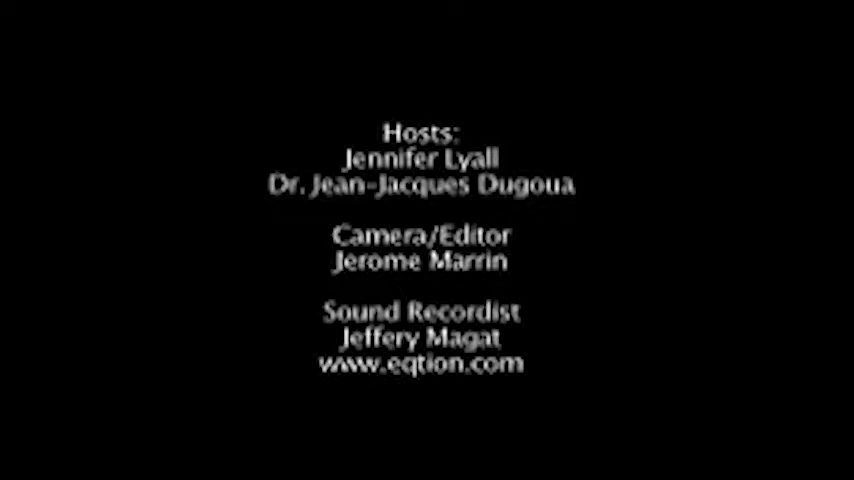 Hosts:
Jennifer Lyall
Dr. Jean-Jacques Dugoua
Camera/Editor
Jerome Marrin
Sound Recordist
Jeffery Magat
www.eqtion.com